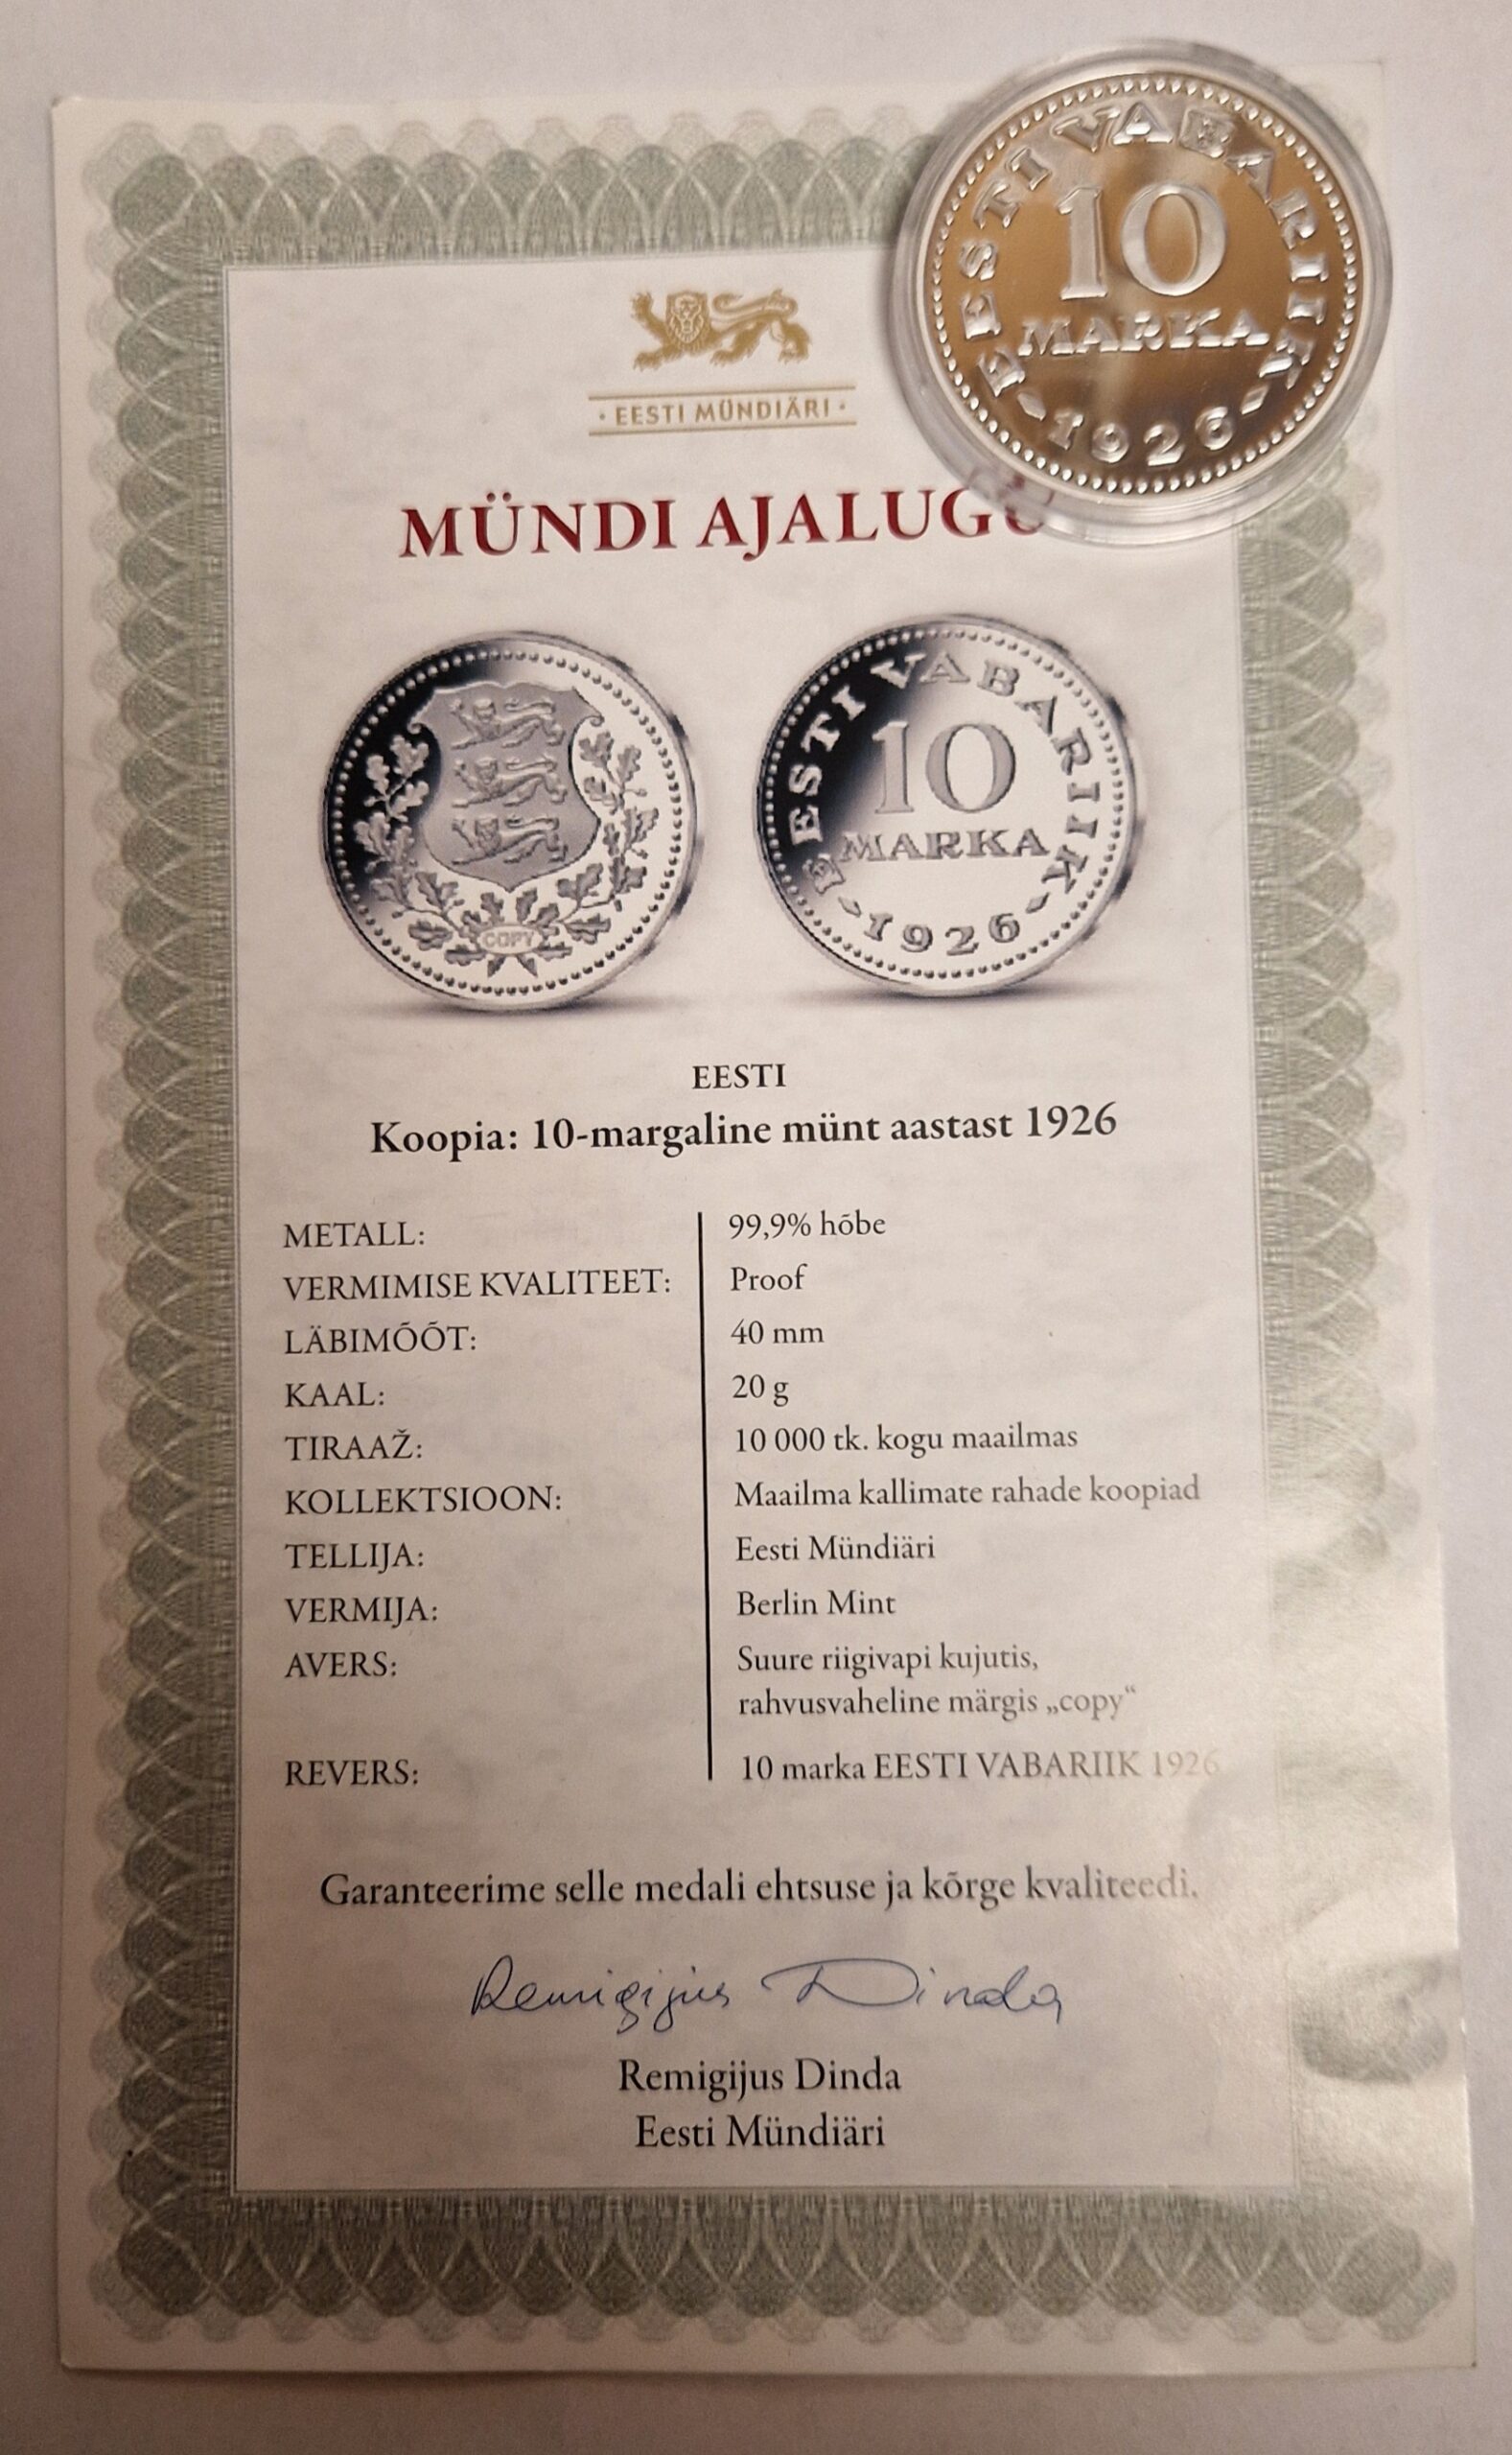 EESTI VABARIIK
10
MARKA
1926
· EESTI MÜNDIÄRI ·
MÜNDI AJALUGU
COPY
EESTI VABARIIK
10
MARKA
1926
EESTI
Koopia: 10-margaline münt aastast 1926
METALL: 99,9% hõbe
VERMIMISE KVALITEET: Proof
LÄBIMÕÕT: 40 mm
KAAL: 20 g
TIRAAŽ: 10 000 tk. kogu maailmas
KOLLEKTSIOON: Maailma kallimate rahade koopiad
TELLIJA: Eesti Mündiäri
VERMIJA: Berlin Mint
AVERS: Suure riigivapi kujutis,
rahvusvaheline märgis „copy“
REVERS: 10 marka EESTI VABARIIK 1926
Garanteerime selle medali ehtsuse ja kõrge kvaliteedi.
Remigijus Dinda
Remigijus Dinda
Eesti Mündiäri